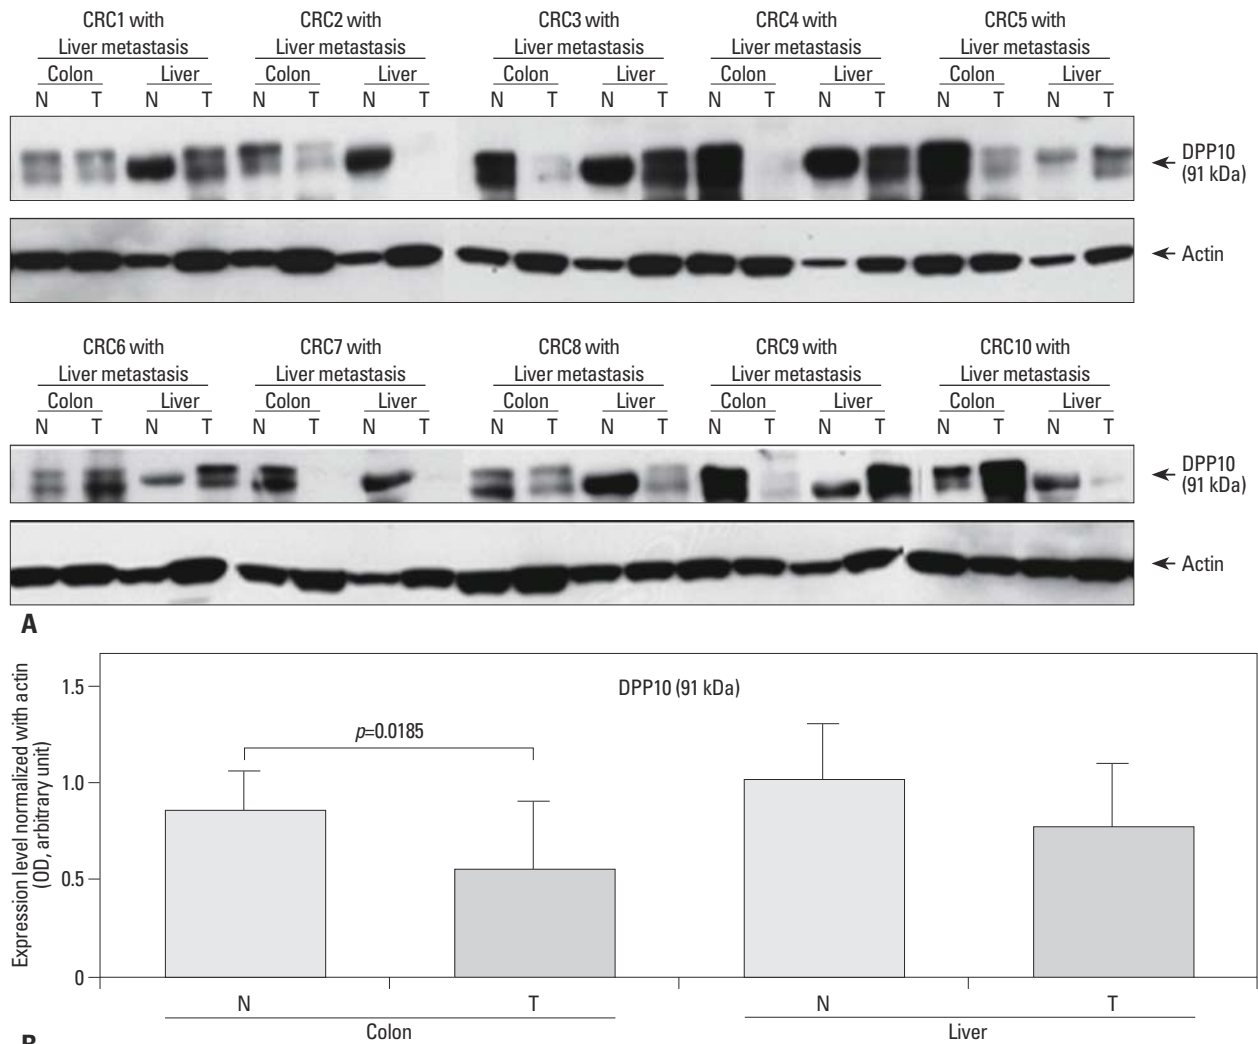 CRC1 with CRC2 with CRC3 with CRC4 with CRC5 with
Liver metastasis Liver metastasis Liver metastasis Liver metastasis Liver metastasis
Colon Liver Colon Liver Colon Liver Colon Liver Colon Liver
N T N T N T N T N T N T N T N T N T N T
DPP10
(91 kDa)
Actin
CRC6 with CRC7 with CRC8 with CRC9 with CRC10 with
Liver metastasis Liver metastasis Liver metastasis Liver metastasis Liver metastasis
Colon Liver Colon Liver Colon Liver Colon Liver Colon Liver
N T N T N T N T N T N T N T N T N T N T
DPP10
(91 kDa)
Actin
A
Expression level normalized with actin
(OD, arbitrary unit)
1.5
1.0
0.5
0
DPP10 (91 kDa)
p=0.0185
N T N T
Colon Liver